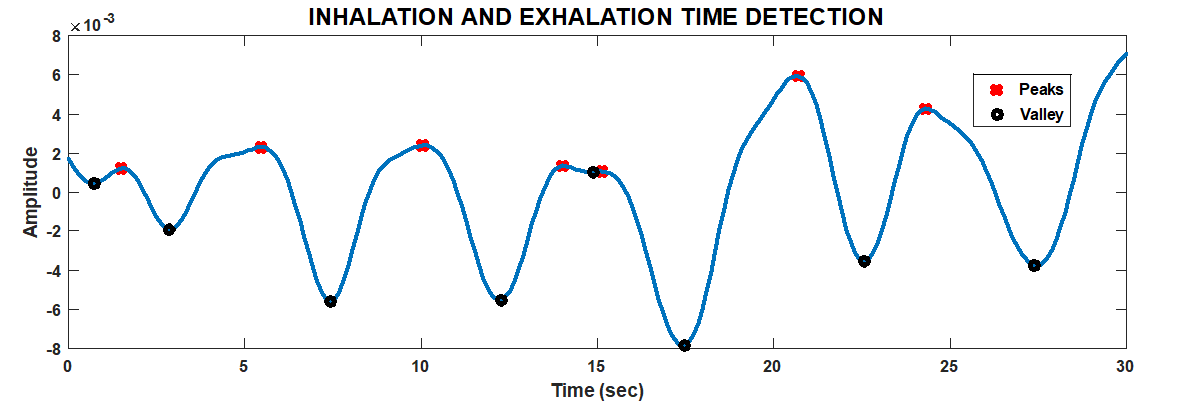 INHALATION AND EXHALATION TIME DETECTION
×10⁻³
8
6
4
2
0
-2
-4
-6
-8
Amplitude
Peaks
Valley
0 5 10 15 20 25 30
Time (sec)